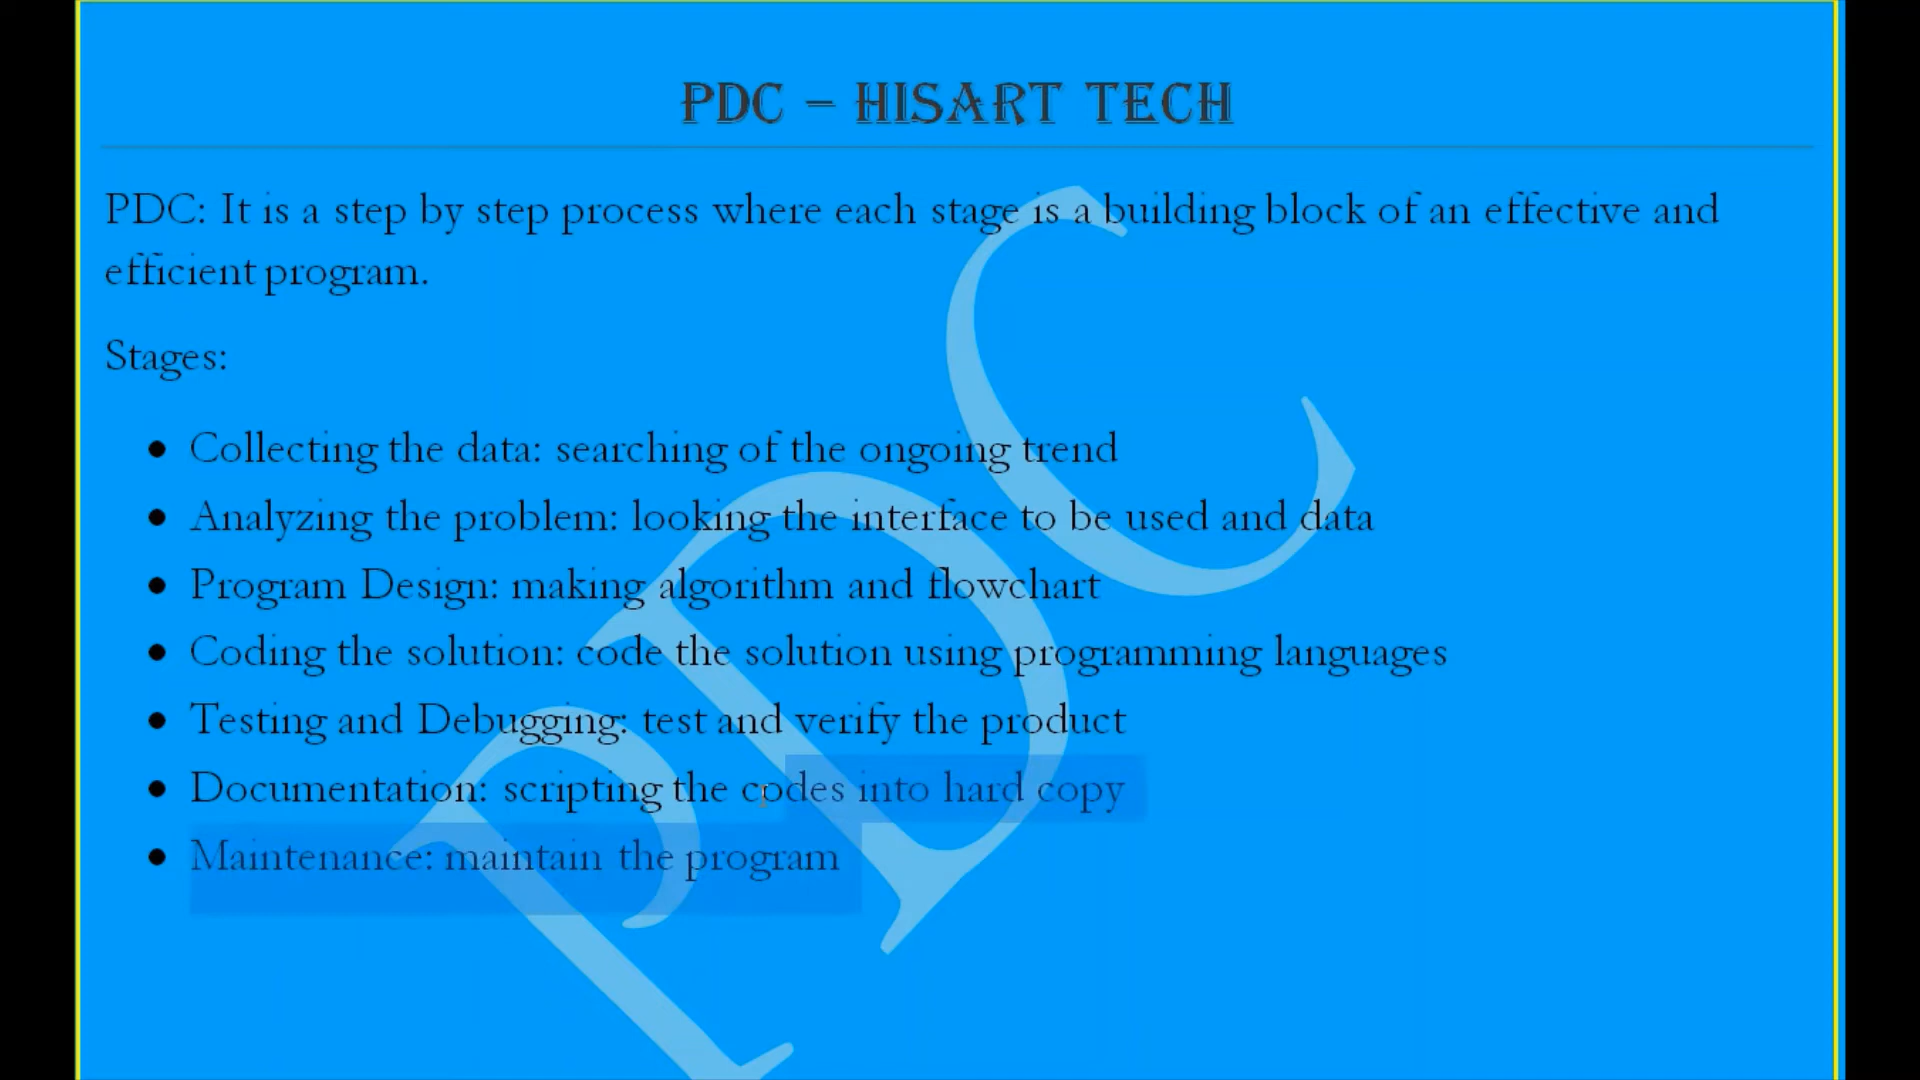 PDC – HISART TECH
PDC: It is a step by step process where each stage is a building block of an effective and
efficient program.
Stages:
• Collecting the data: searching of the ongoing trend
• Analyzing the problem: looking the interface to be used and data
• Program Design: making algorithm and flowchart
• Coding the solution: code the solution using programming languages
• Testing and Debugging: test and verify the product
• Documentation: scripting the codes into hard copy
• Maintenance: maintain the program
PDC